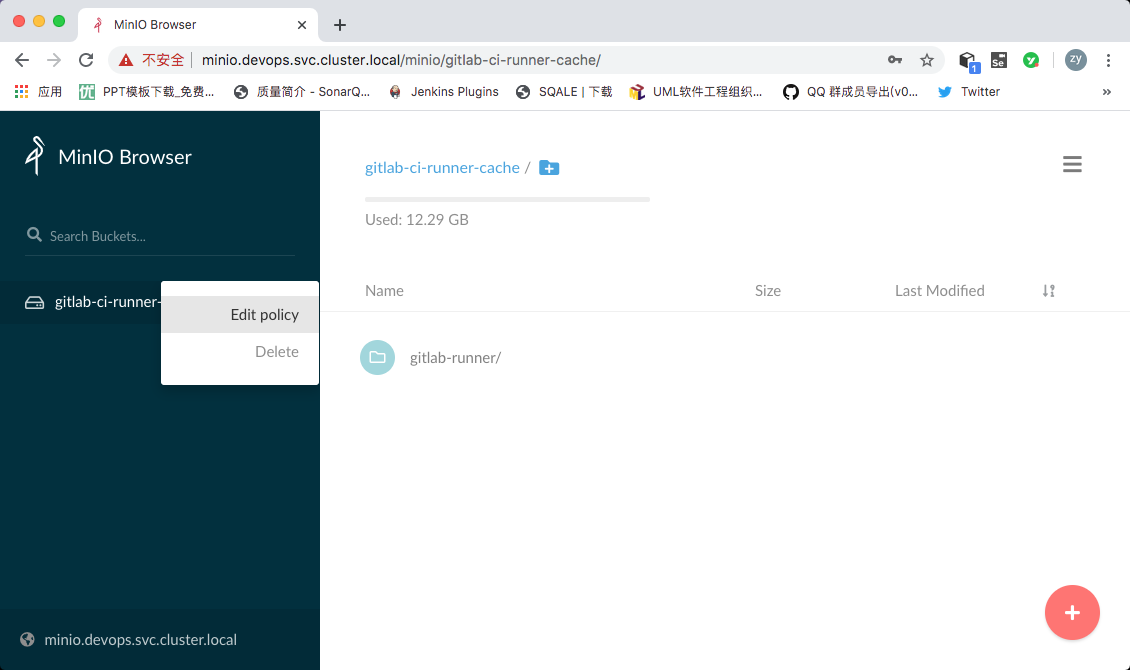 MinIO Browser
不安全
minio.devops.svc.cluster.local/minio/gitlab-ci-runner-cache/
1
Se
y
ZY
应用
优
PPT模板下载_免费...
质量简介 - SonarQ...
Jenkins Plugins
SQALE | 下载
UML软件工程组织...
QQ 群成员导出(v0...
Twitter
»
MinIO Browser
Search Buckets...
gitlab-ci-runner-
Edit policy
Delete
minio.devops.svc.cluster.local
gitlab-ci-runner-cache /
Used: 12.29 GB
Name
Size
Last Modified
gitlab-runner/